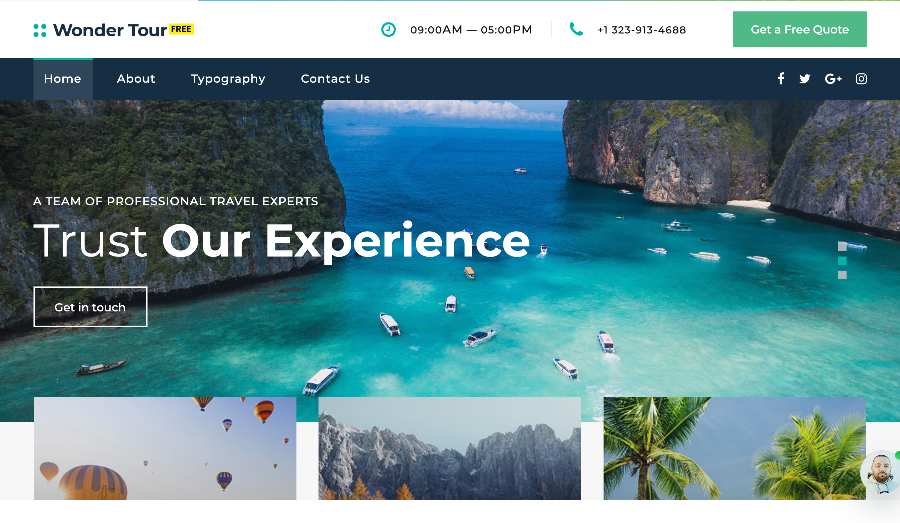 Wonder Tour FREE
09:00AM — 05:00PM
+1 323-913-4688
Get a Free Quote
Home About Typography Contact Us
A TEAM OF PROFESSIONAL TRAVEL EXPERTS
Trust Our Experience
Get in touch